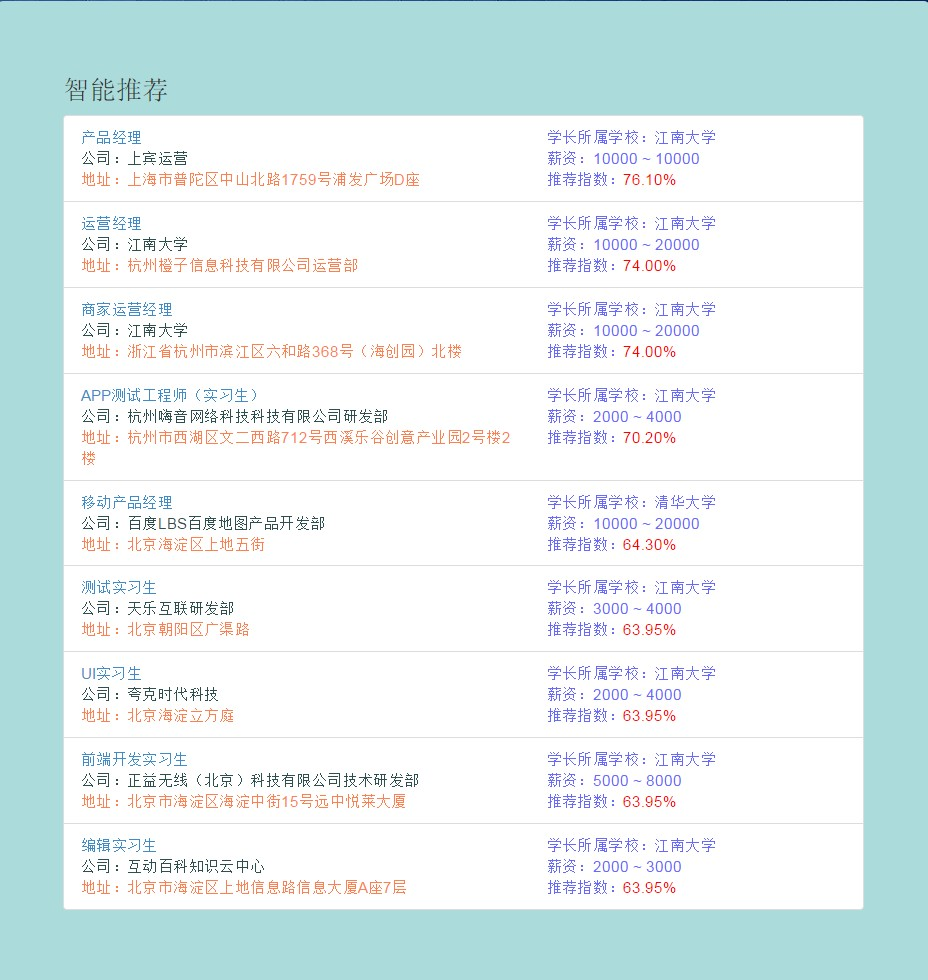 智能推荐
产品经理
学长所属学校：江南大学
公司：上宾运营
薪资：10000 ~ 10000
地址：上海市普陀区中山北路1759号浦发广场D座
推荐指数：76.10%
运营经理
学长所属学校：江南大学
公司：江南大学
薪资：10000 ~ 20000
地址：杭州橙子信息科技有限公司运营部
推荐指数：74.00%
商家运营经理
学长所属学校：江南大学
公司：江南大学
薪资：10000 ~ 20000
地址：浙江省杭州市滨江区六和路368号（海创园）北楼
推荐指数：74.00%
APP测试工程师（实习生）
学长所属学校：江南大学
公司：杭州嗨音网络科技科技有限公司研发部
薪资：2000 ~ 4000
地址：杭州市西湖区文二西路712号西溪乐谷创意产业园2号楼2
楼
推荐指数：70.20%
移动产品经理
学长所属学校：清华大学
公司：百度LBS百度地图产品开发部
薪资：10000 ~ 20000
地址：北京海淀区上地五街
推荐指数：64.30%
测试实习生
学长所属学校：江南大学
公司：天乐互联研发部
薪资：3000 ~ 4000
地址：北京朝阳区广渠路
推荐指数：63.95%
UI实习生
学长所属学校：江南大学
公司：夸克时代科技
薪资：2000 ~ 4000
地址：北京海淀立方庭
推荐指数：63.95%
前端开发实习生
学长所属学校：江南大学
公司：正益无线（北京）科技有限公司技术研发部
薪资：5000 ~ 8000
地址：北京市海淀区海淀中街15号远中悦莱大厦
推荐指数：63.95%
编辑实习生
学长所属学校：江南大学
公司：互动百科知识云中心
薪资：2000 ~ 3000
地址：北京市海淀区上地信息路信息大厦A座7层
推荐指数：63.95%